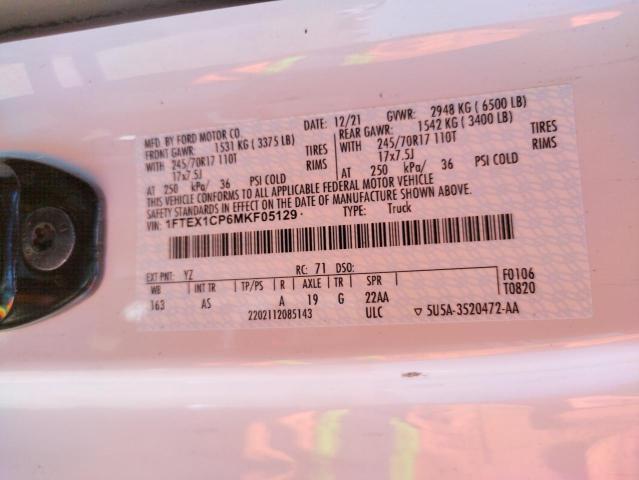 MFD. BY FORD MOTOR CO.
DATE: 12/21 GVWR: 2948 KG ( 6500 LB)
FRONT GAWR: 1531 KG ( 3375 LB) REAR GAWR: 1542 KG ( 3400 LB)
WITH 245/70R17 110T TIRES WITH 245/70R17 110T TIRES
17x7.5J RIMS 17x7.5J RIMS
AT 250 kPa/ 36 PSI COLD AT 250 kPa/ 36 PSI COLD
THIS VEHICLE CONFORMS TO ALL APPLICABLE FEDERAL MOTOR VEHICLE
SAFETY STANDARDS IN EFFECT ON THE DATE OF MANUFACTURE SHOWN ABOVE.
VIN: 1FTEX1CP6MKF05129 TYPE: Truck
EXT PNT: YZ RC: 71 DSO: F0106
WB INT TR TP/PS R AXLE TR SPR T0820
163 AS A 19 G 22AA
2202112085143 ULC ▽ 5U5A-3520472-AA